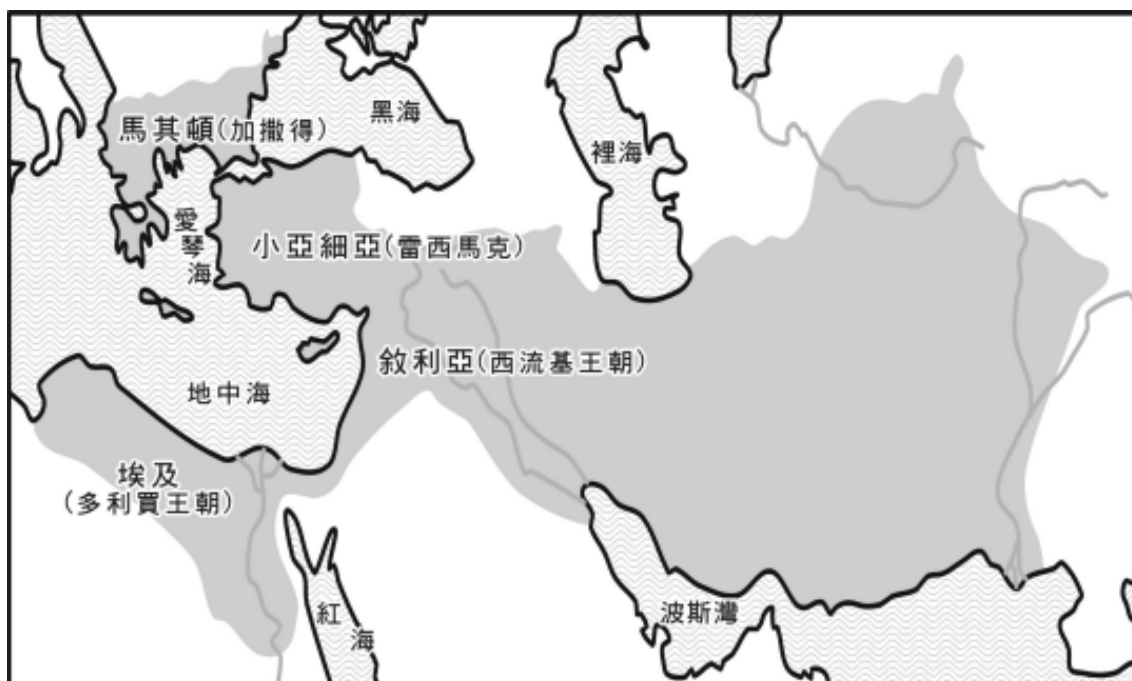 黑海
馬其頓(加撒得)
裡海
愛琴海
小亞細亞(雷西馬克)
敘利亞(西流基王朝)
地中海
埃及
(多利買王朝)
紅海
波斯灣